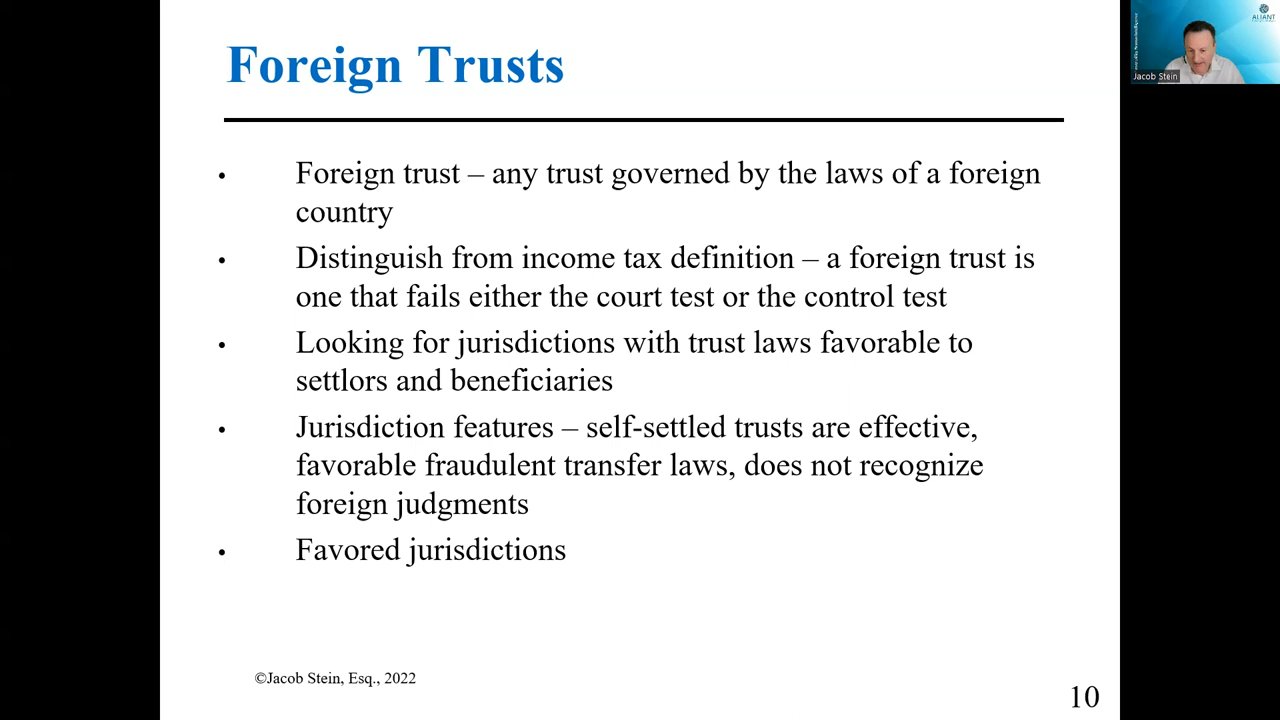 Foreign Trusts
• Foreign trust – any trust governed by the laws of a foreign
country
• Distinguish from income tax definition – a foreign trust is
one that fails either the court test or the control test
• Looking for jurisdictions with trust laws favorable to
settlors and beneficiaries
• Jurisdiction features – self-settled trusts are effective,
favorable fraudulent transfer laws, does not recognize
foreign judgments
• Favored jurisdictions
©Jacob Stein, Esq., 2022
10
ALIANT
Jacob Stein